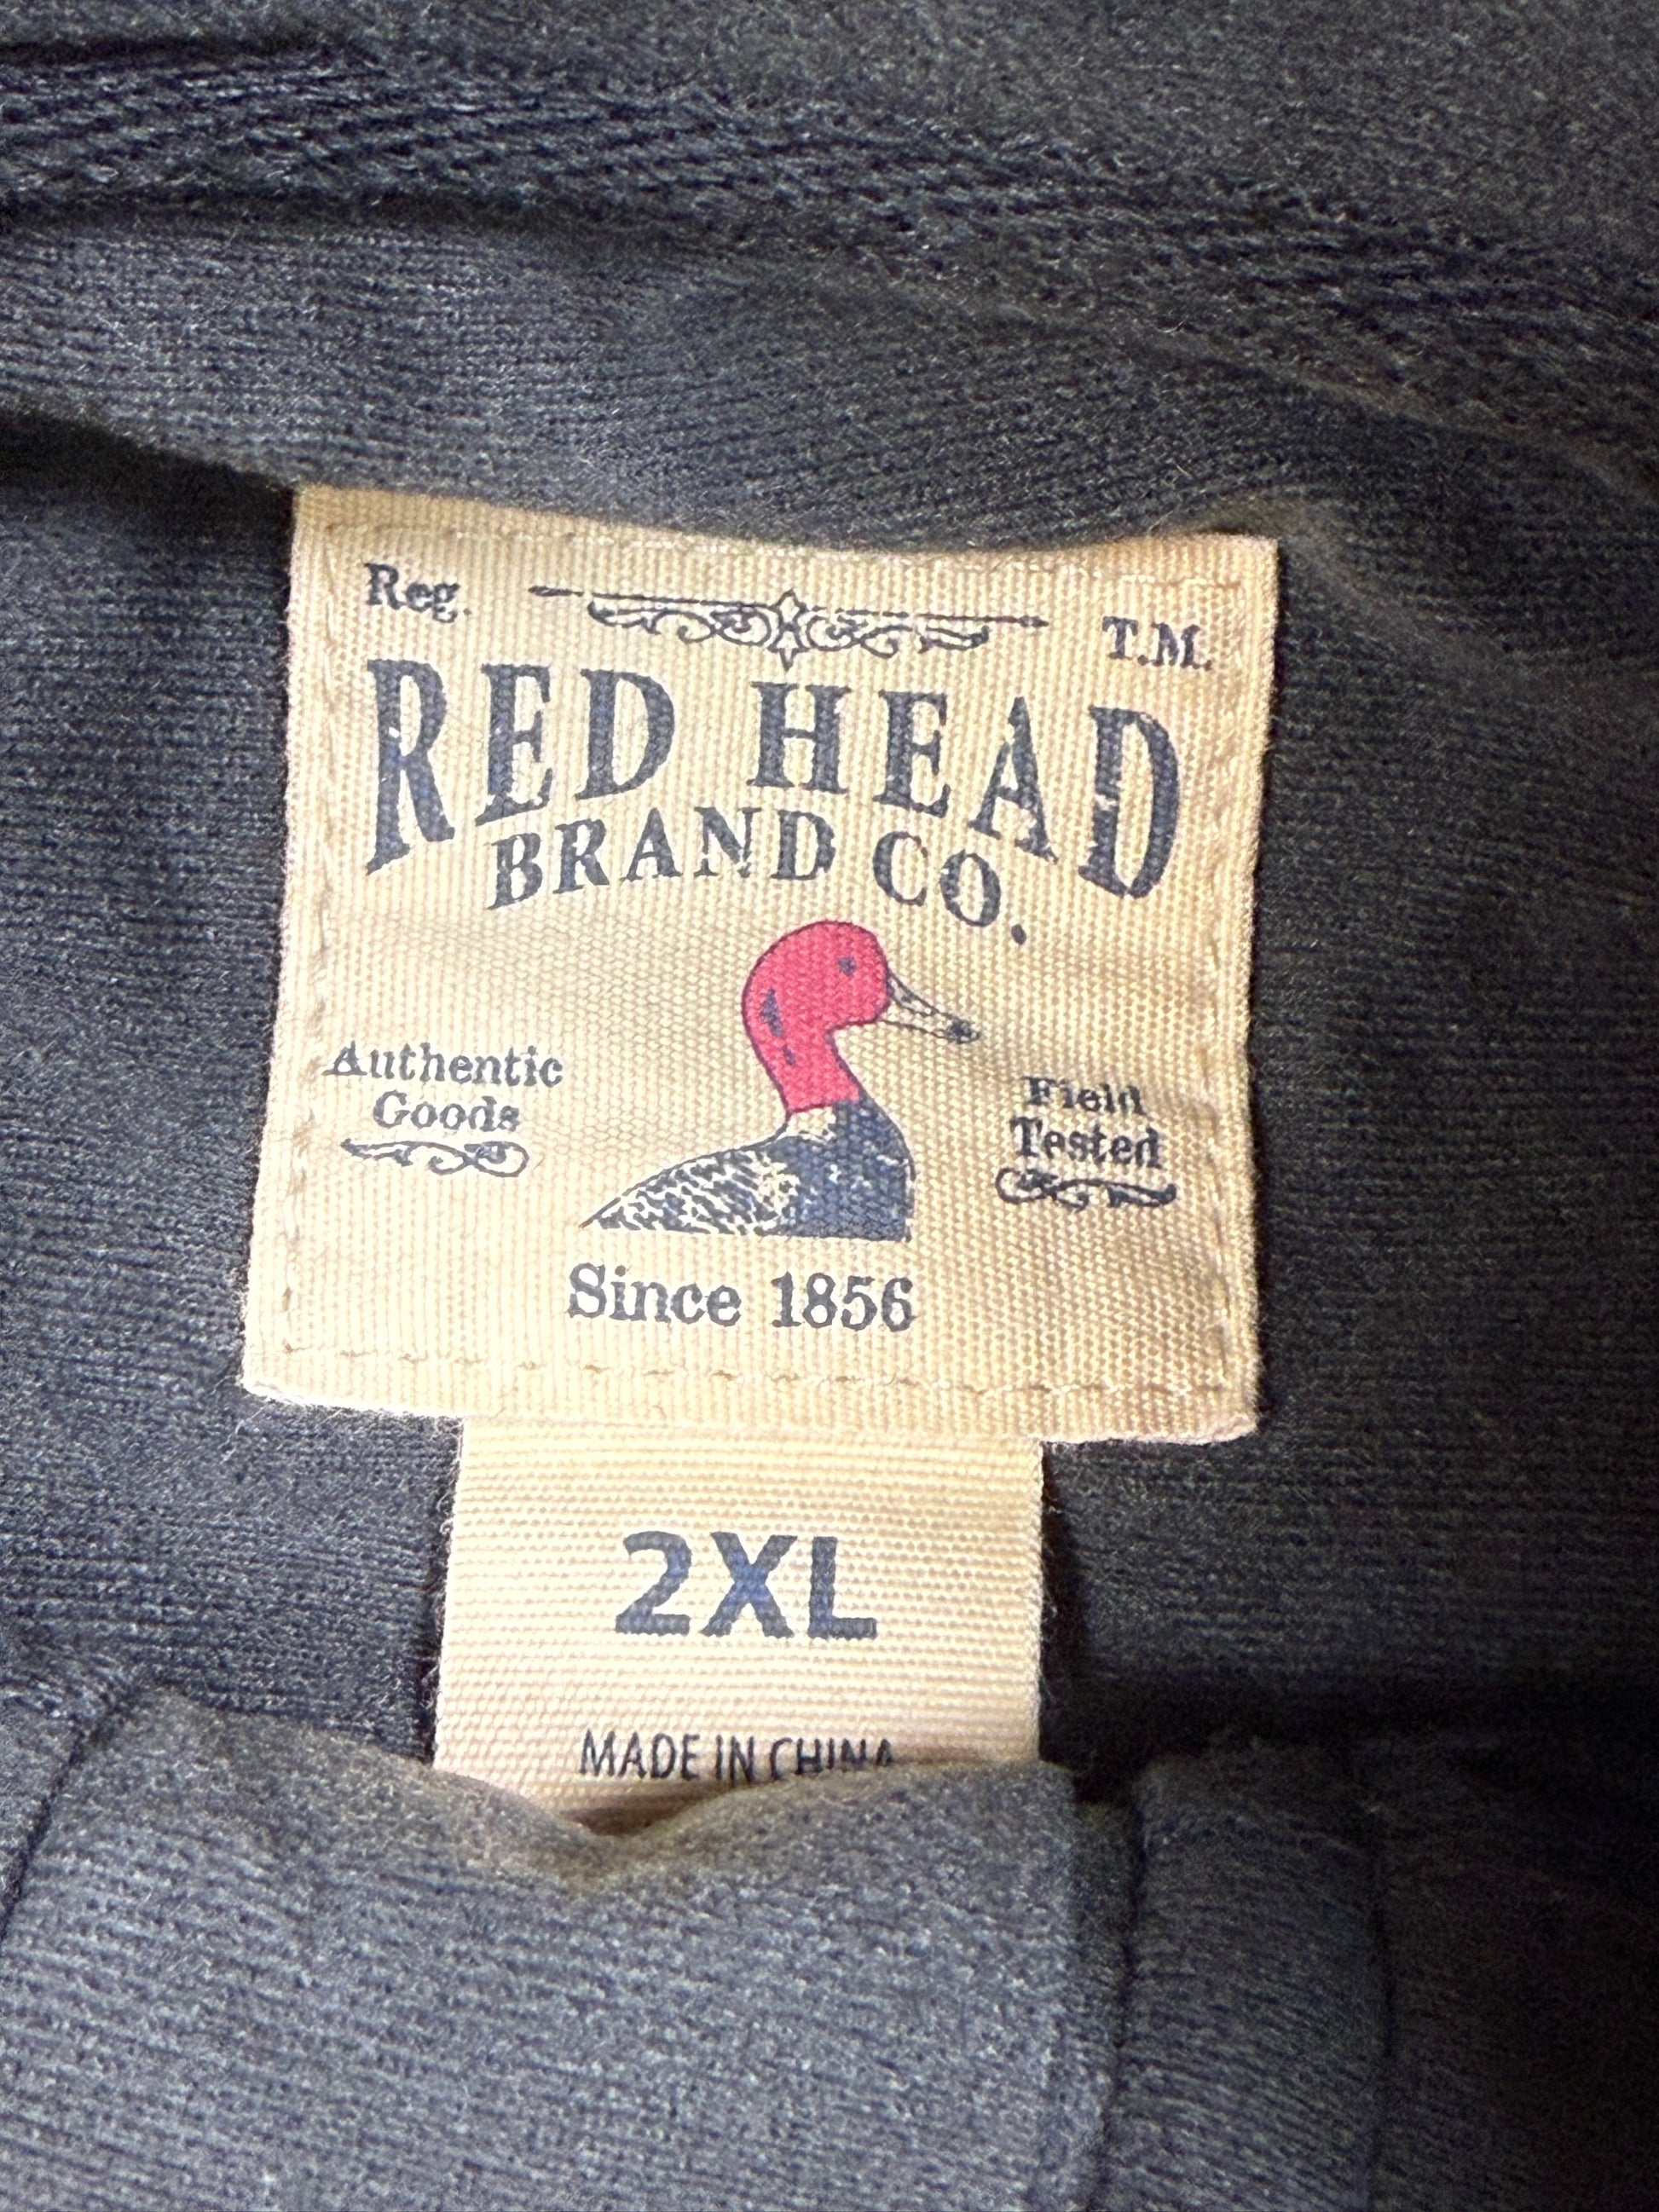 Reg. T.M.
RED HEAD
BRAND CO.
Authentic
Goods
Field
Tested
Since 1856
2XL
MADE IN CHINA